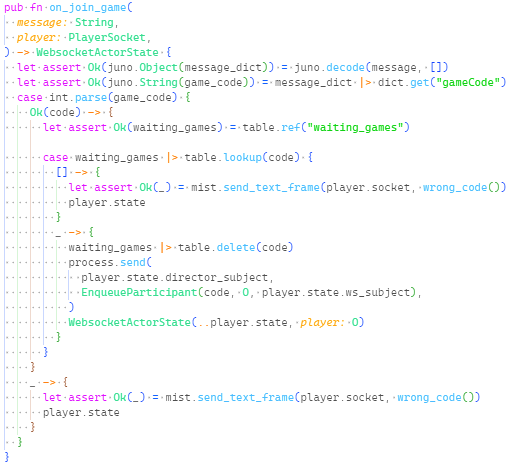 pub fn on_join_game(
  message: String,
  player: PlayerSocket,
) -> WebsocketActorState {
  let assert Ok(juno.Object(message_dict)) = juno.decode(message, [])
  let assert Ok(juno.String(game_code)) = message_dict |> dict.get("gameCode")
  case int.parse(game_code) {
    Ok(code) -> {
      let assert Ok(waiting_games) = table.ref("waiting_games")

      case waiting_games |> table.lookup(code) {
        [] -> {
          let assert Ok(_) = mist.send_text_frame(player.socket, wrong_code())
          player.state
        }
        _ -> {
          waiting_games |> table.delete(code)
          process.send(
            player.state.director_subject,
            EnqueueParticipant(code, O, player.state.ws_subject),
          )
          WebsocketActorState(..player.state, player: O)
        }
      }
    }
    _ -> {
      let assert Ok(_) = mist.send_text_frame(player.socket, wrong_code())
      player.state
    }
  }
}